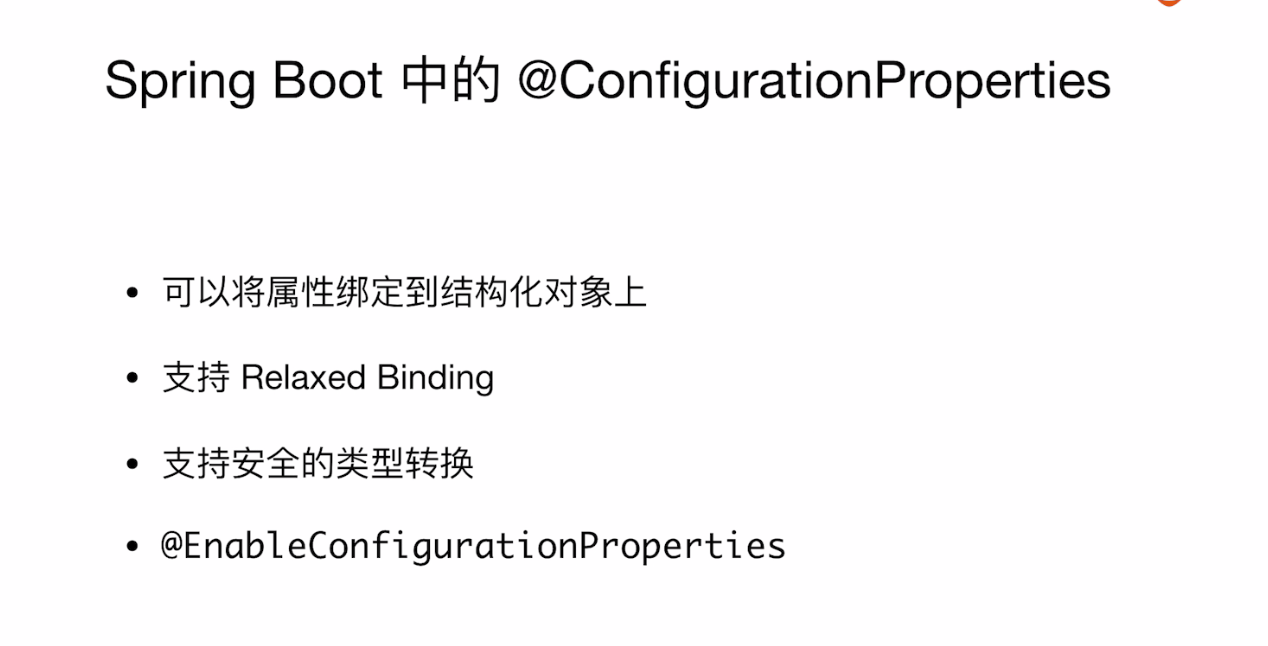 Spring Boot 中的 @ConfigurationProperties
• 可以将属性绑定到结构化对象上
• 支持 Relaxed Binding
• 支持安全的类型转换
• @EnableConfigurationProperties